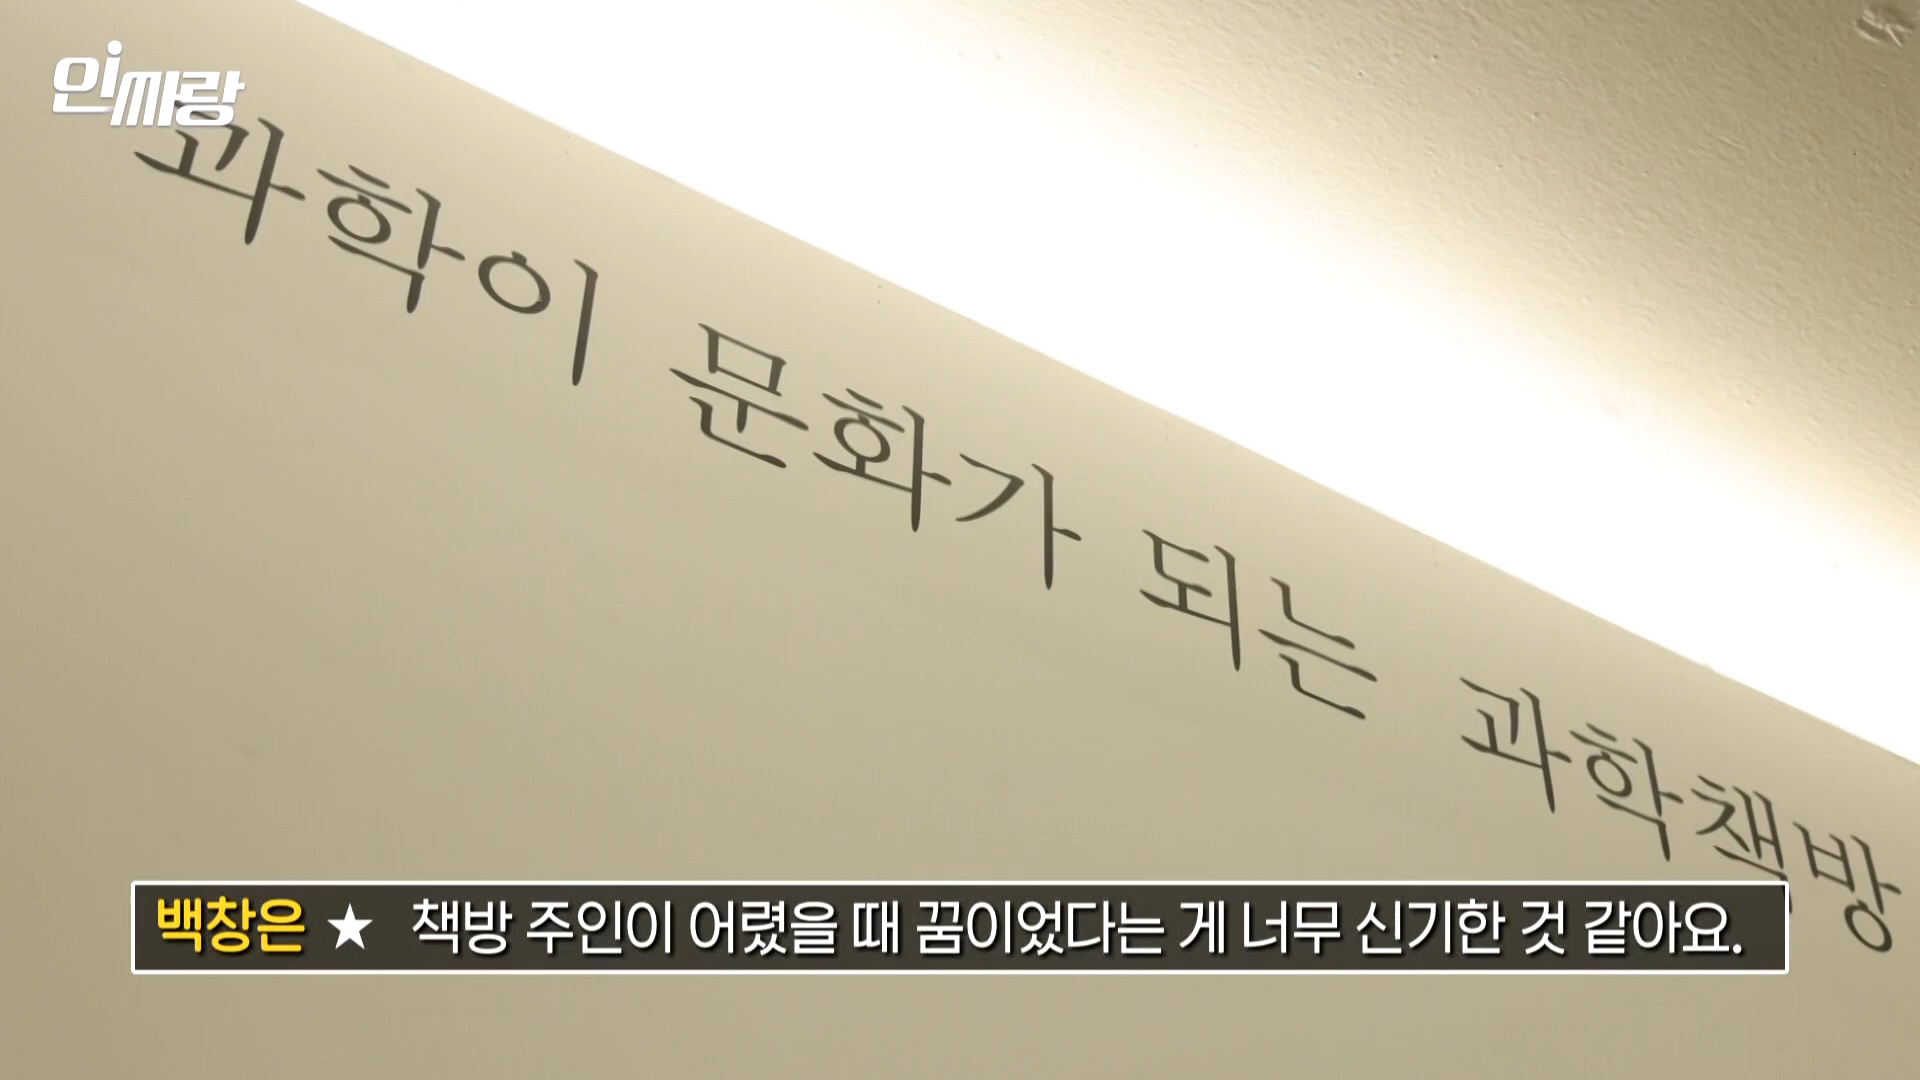 인싸랑
과학이 문화가 되는 과학책방
백창은 ★ 책방 주인이 어렸을 때 꿈이었다는 게 너무 신기한 것 같아요.